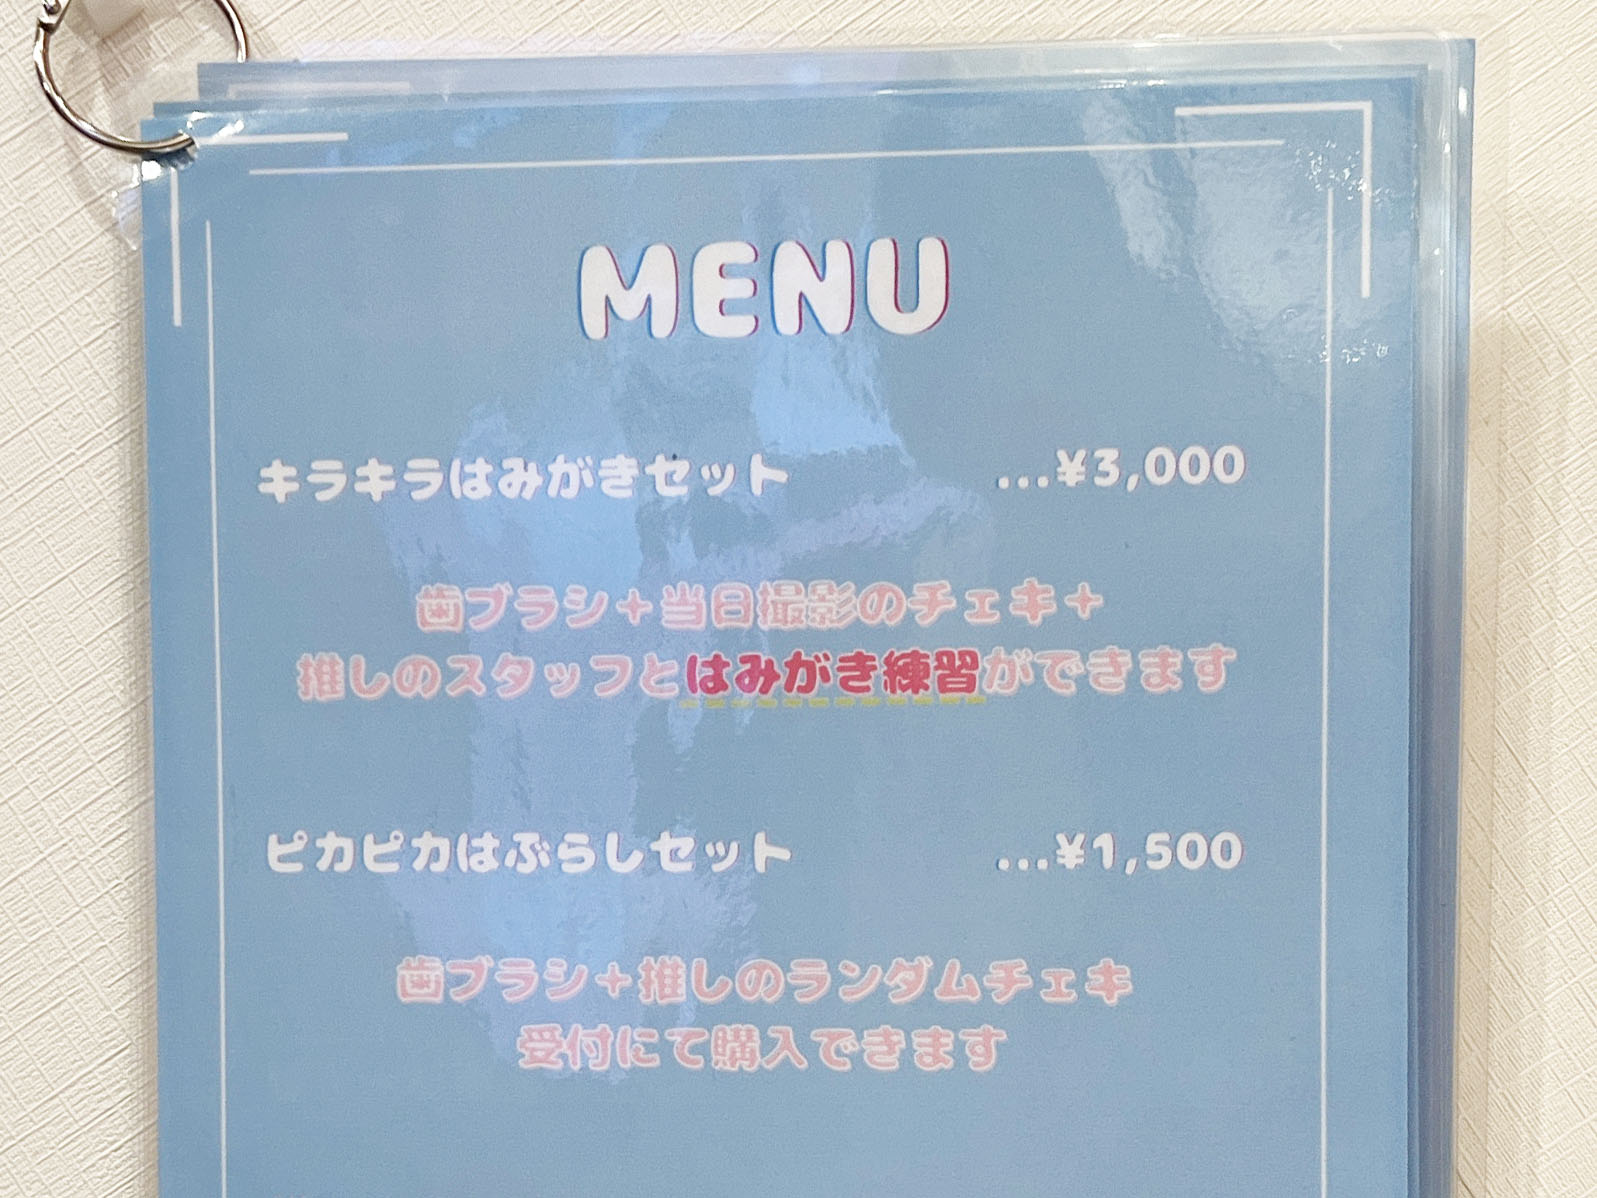 MENU
キラキラはみがきセット ...¥3,000
歯ブラシ+当日撮影のチェキ+
推しのスタッフとはみがき練習ができます
ピカピカはぶらしセット ...¥1,500
歯ブラシ+推しのランダムチェキ
受付にて購入できます